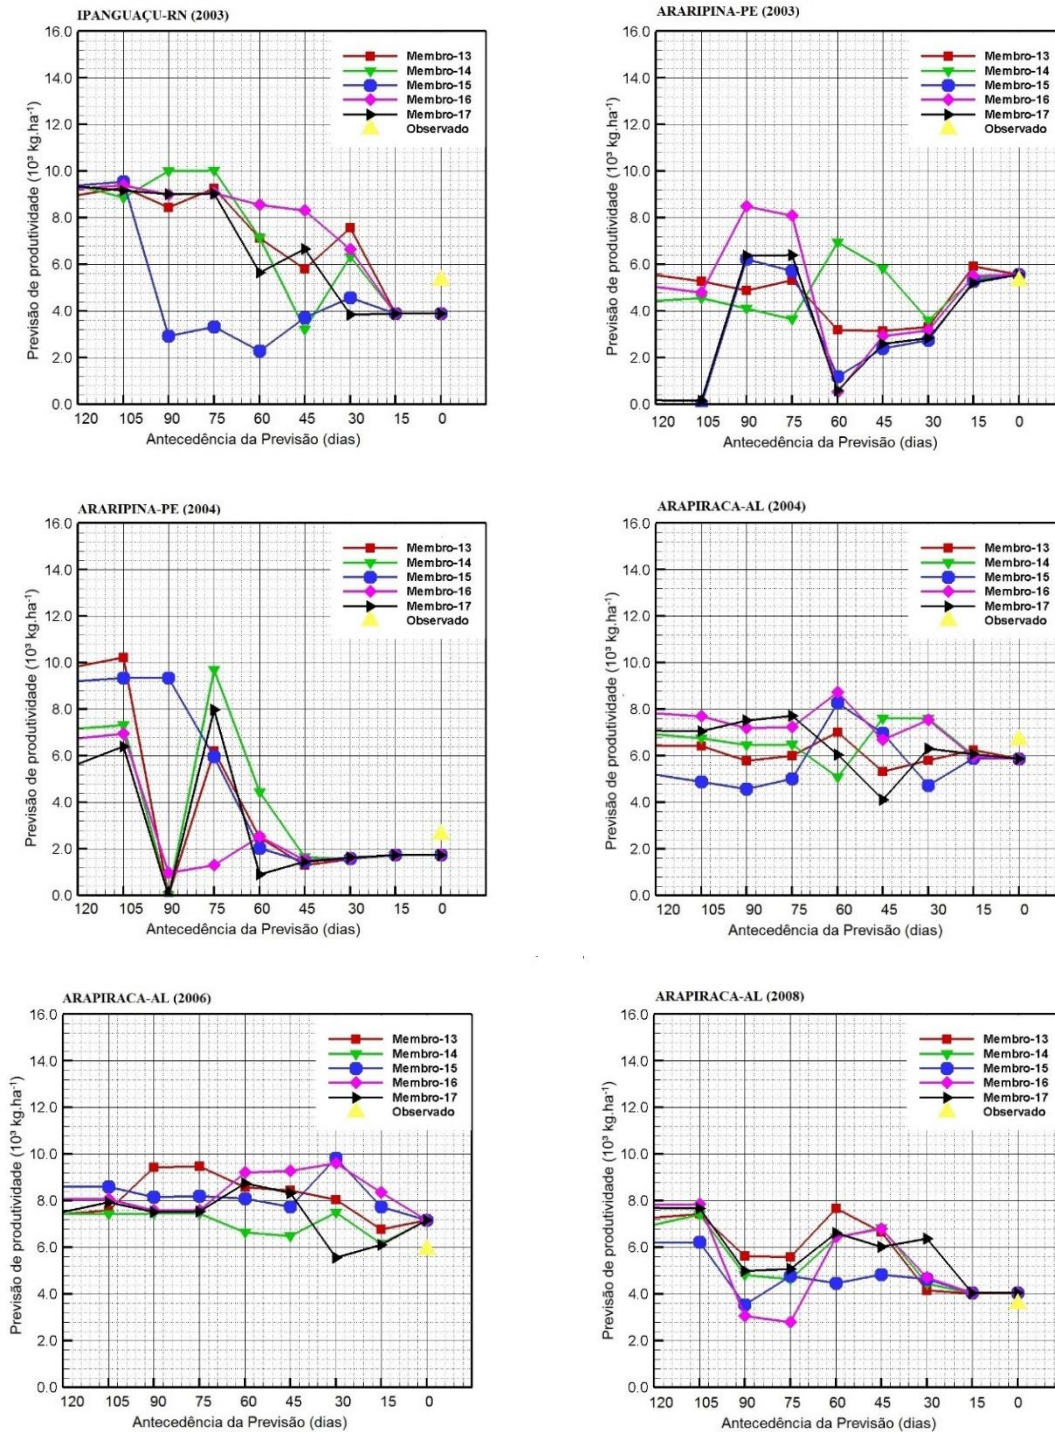 IPANGUAÇU-RN (2003)
16.0
14.0
12.0
10.0
8.0
6.0
4.0
2.0
0.0
Previsão de produtividade (10³ kg.ha⁻¹)
Membro-13
Membro-14
Membro-15
Membro-16
Membro-17
Observado
120 105 90 75 60 45 30 15 0
Antecedência da Previsão (dias)
ARARIPINA-PE (2003)
16.0
14.0
12.0
10.0
8.0
6.0
4.0
2.0
0.0
Previsão de produtividade (10³ kg.ha⁻¹)
Membro-13
Membro-14
Membro-15
Membro-16
Membro-17
Observado
120 105 90 75 60 45 30 15 0
Antecedência da Previsão (dias)
ARARIPINA-PE (2004)
16.0
14.0
12.0
10.0
8.0
6.0
4.0
2.0
0.0
Previsão de produtividade (10³ kg.ha⁻¹)
Membro-13
Membro-14
Membro-15
Membro-16
Membro-17
Observado
120 105 90 75 60 45 30 15 0
Antecedência da Previsão (dias)
ARAPIRACA-AL (2004)
16.0
14.0
12.0
10.0
8.0
6.0
4.0
2.0
0.0
Previsão de produtividade (10³ kg.ha⁻¹)
Membro-13
Membro-14
Membro-15
Membro-16
Membro-17
Observado
120 105 90 75 60 45 30 15 0
Antecedência da Previsão (dias)
ARAPIRACA-AL (2006)
16.0
14.0
12.0
10.0
8.0
6.0
4.0
2.0
0.0
Previsão de produtividade (10³ kg.ha⁻¹)
Membro-13
Membro-14
Membro-15
Membro-16
Membro-17
Observado
120 105 90 75 60 45 30 15 0
Antecedência da Previsão (dias)
ARAPIRACA-AL (2008)
16.0
14.0
12.0
10.0
8.0
6.0
4.0
2.0
0.0
Previsão de produtividade (10³ kg.ha⁻¹)
Membro-13
Membro-14
Membro-15
Membro-16
Membro-17
Observado
120 105 90 75 60 45 30 15 0
Antecedência da Previsão (dias)